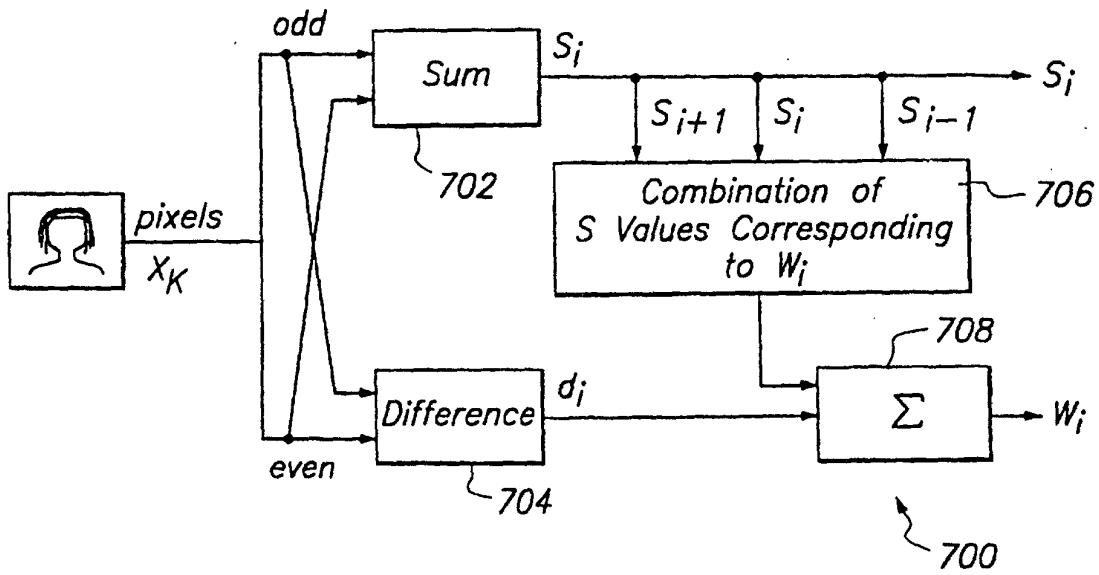 odd
Sum
S_i
S_i
S_{i+1}
S_i
S_{i-1}
702
Combination of
S Values Corresponding
to W_i
706
pixels
X_K
708
Difference
d_i
Σ
W_i
even
704
700